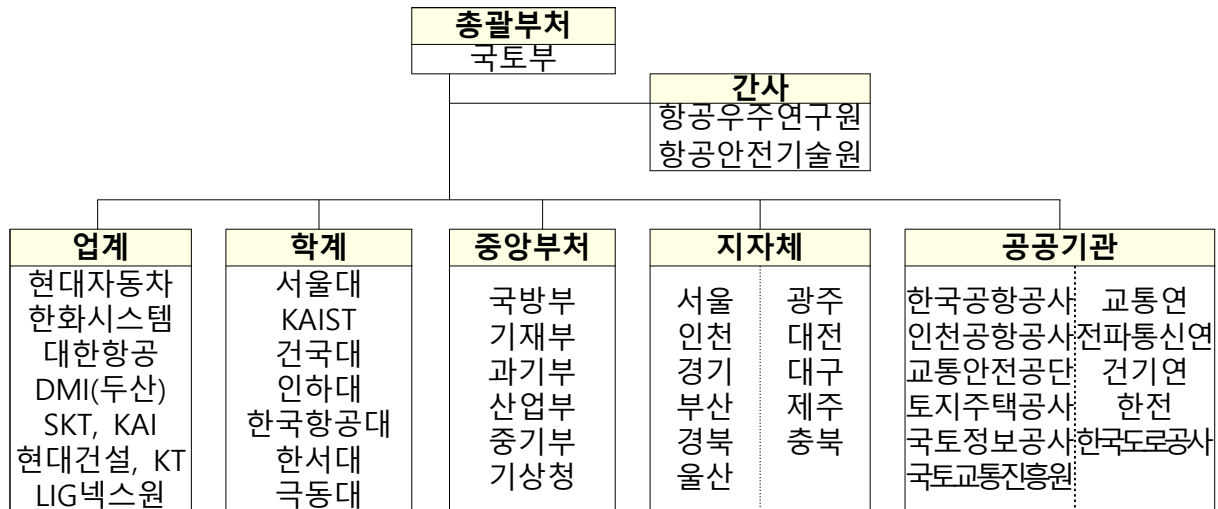 총괄부처
국토부
간사
항공우주연구원
항공안전기술원
업계
현대자동차
한화시스템
대한항공
DMI(두산)
SKT, KAI
현대건설, KT
LIG넥스원
학계
서울대
KAIST
건국대
인하대
한국항공대
한서대
극동대
중앙부처
국방부
기재부
과기부
산업부
중기부
기상청
지자체
서울
인천
경기
부산
경북
울산
광주
대전
대구
제주
충북
공공기관
한국공항공사
인천공항공사
교통안전공단
토지주택공사
국토정보공사
국토교통진흥원
교통연
전파통신연
건기연
한전
한국도로공사